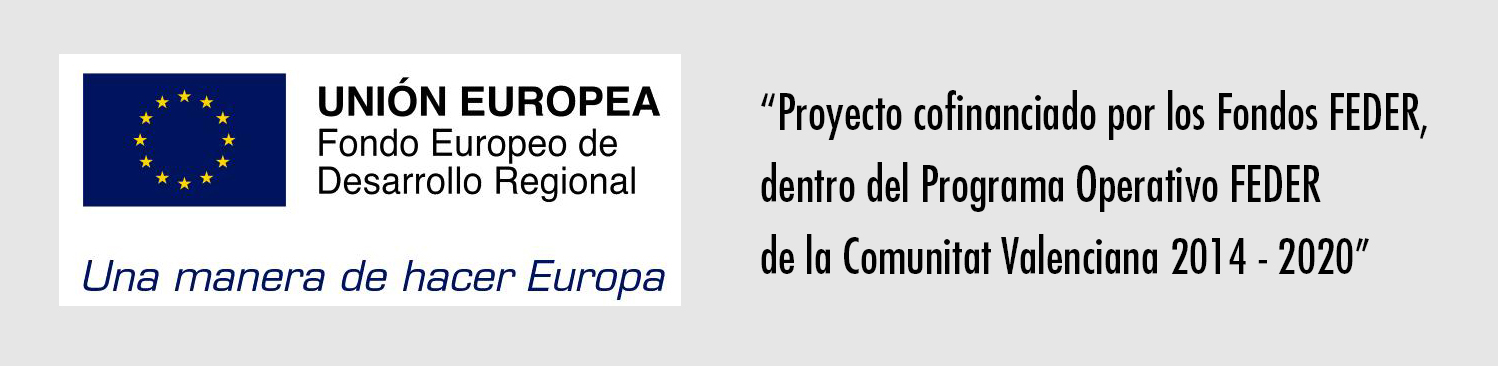 UNIÓN EUROPEA
Fondo Europeo de
Desarrollo Regional
Una manera de hacer Europa
“Proyecto cofinanciado por los Fondos FEDER,
dentro del Programa Operativo FEDER
de la Comunitat Valenciana 2014 - 2020”